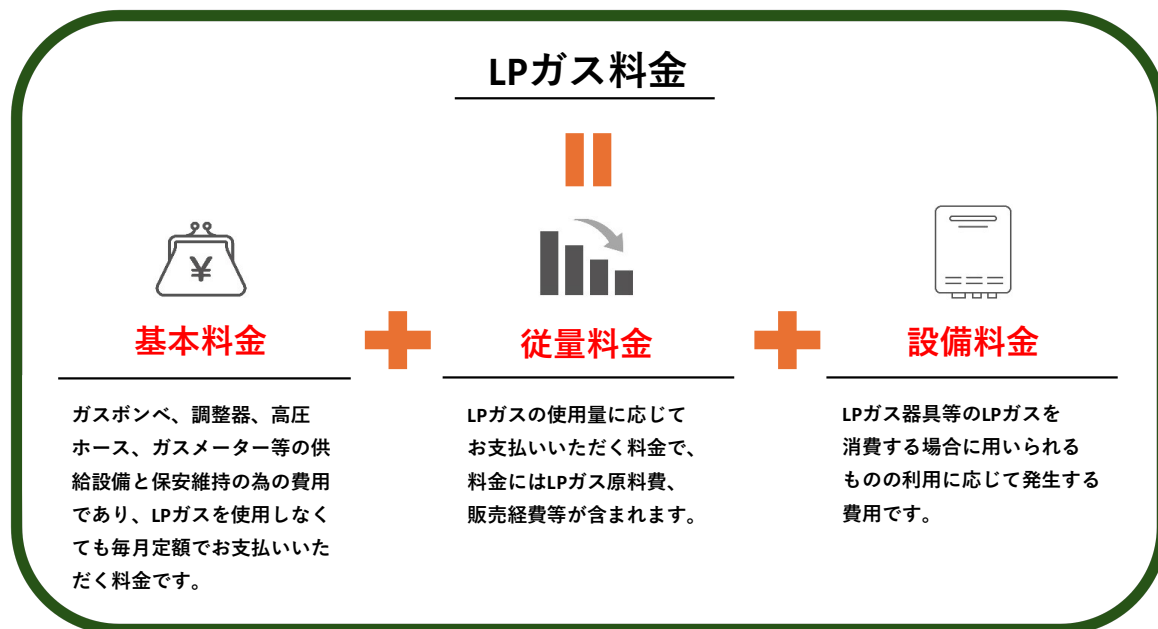 LPガス料金
¥
基本料金
ガスボンベ、調整器、高圧
ホース、ガスメーター等の供
給設備と保安維持の為の費用
であり、LPガスを使用しなく
ても毎月定額でお支払いいた
だく料金です。
従量料金
LPガスの使用量に応じて
お支払いいただく料金で、
料金にはLPガス原料費、
販売経費等が含まれます。
設備料金
LPガス器具等のLPガスを
消費する場合に用いられる
ものの利用に応じて発生する
費用です。